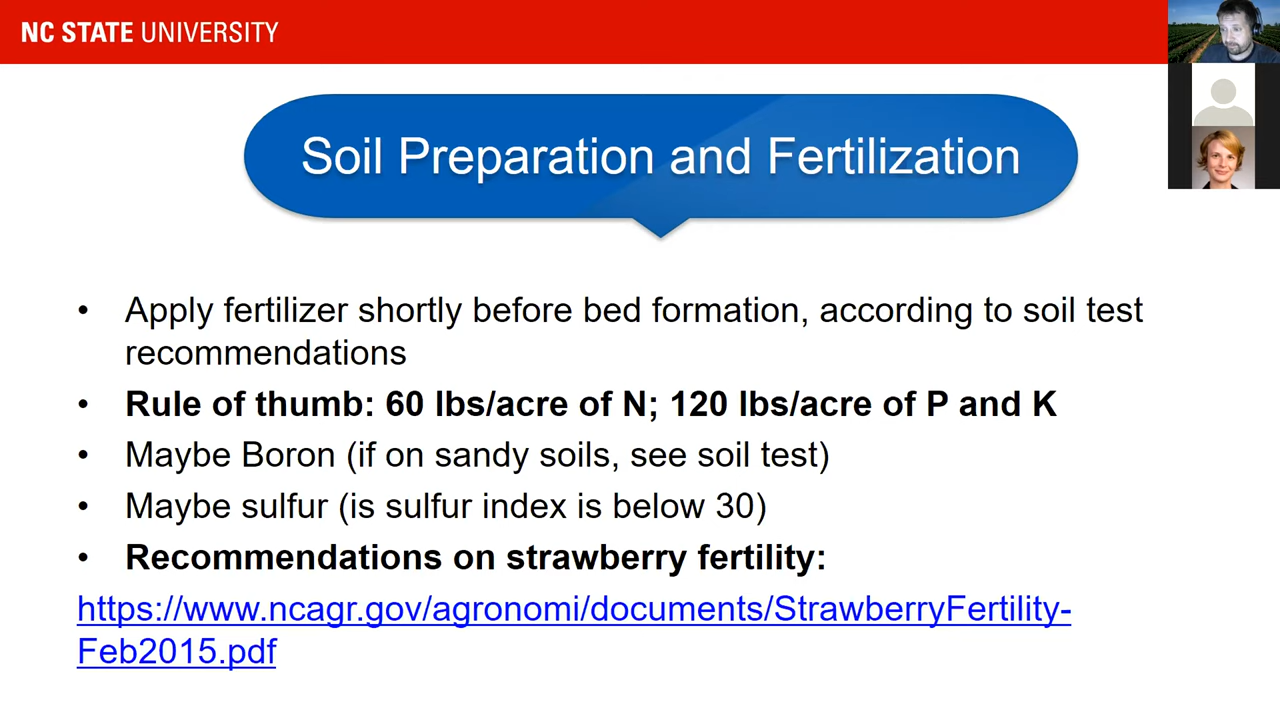 NC STATE UNIVERSITY
Soil Preparation and Fertilization
• Apply fertilizer shortly before bed formation, according to soil test
recommendations
• Rule of thumb: 60 lbs/acre of N; 120 lbs/acre of P and K
• Maybe Boron (if on sandy soils, see soil test)
• Maybe sulfur (is sulfur index is below 30)
• Recommendations on strawberry fertility:
https://www.ncagr.gov/agronomi/documents/StrawberryFertility-
Feb2015.pdf